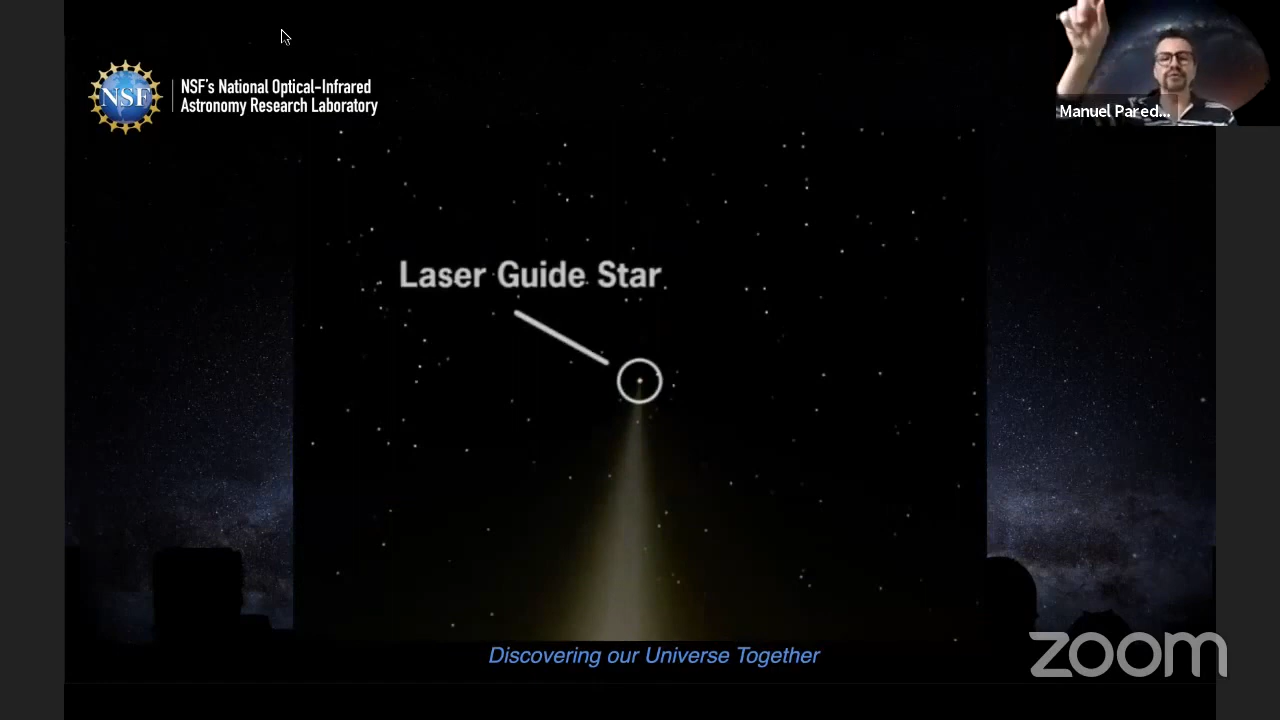 NSF
NSF's National Optical-Infrared
Astronomy Research Laboratory
Manuel Pared...
Laser Guide Star
Discovering our Universe Together
zoom